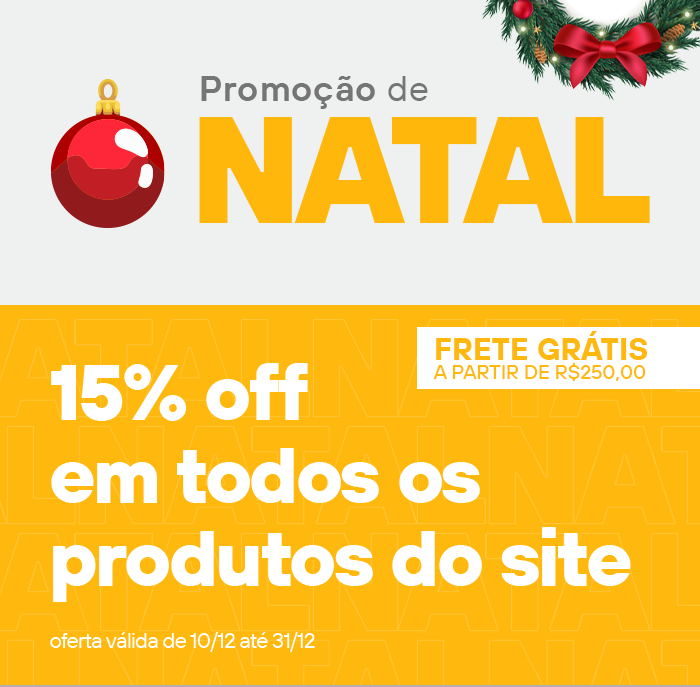 Promoção de
NATAL
FRETE GRÁTIS
A PARTIR DE R$250,00
15% off
em todos os
produtos do site
oferta válida de 10/12 até 31/12